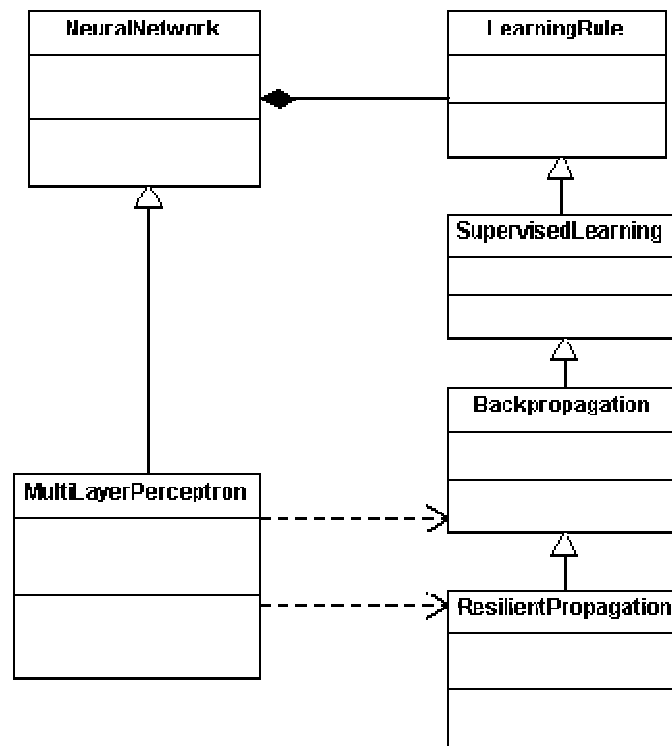 NeuralNetwork
LearningRule
SupervisedLearning
Backpropagation
MultiLayerPerceptron
ResilientPropagation